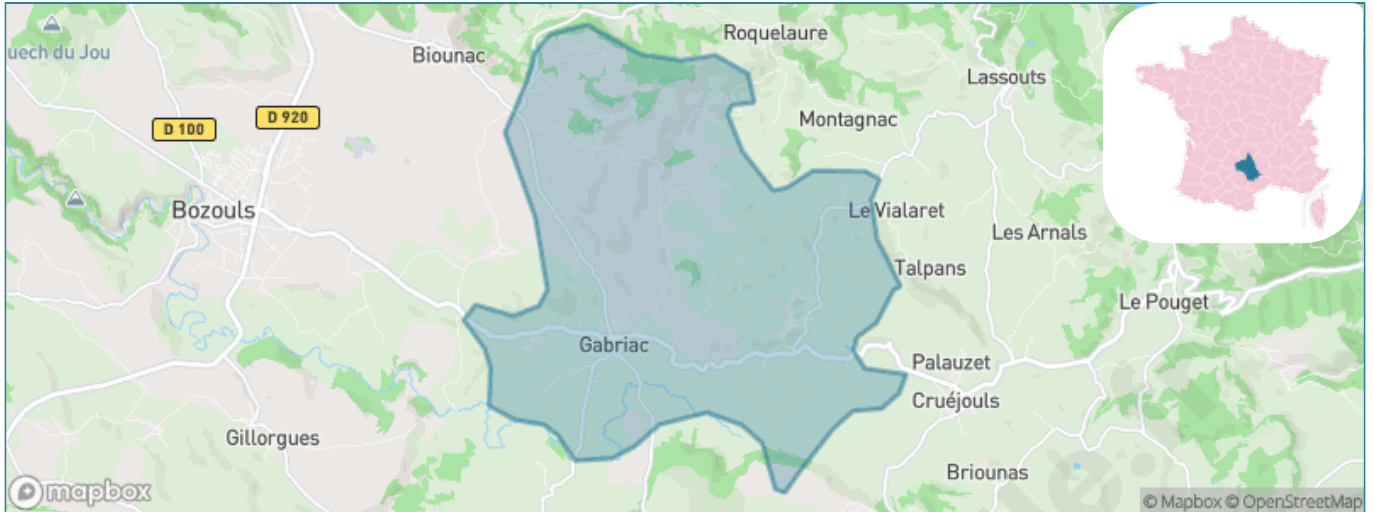 Roquelaure
uech du Jou
Biounac
Lassouts
D 920
D 100
Montagnac
Bozouls
Le Vialaret
Les Arnals
Talpans
Le Pouget
Gabriac
Palauzet
Cruéjouls
Gillorgues
Briounas
mapbox
© Mapbox © OpenStreetMap